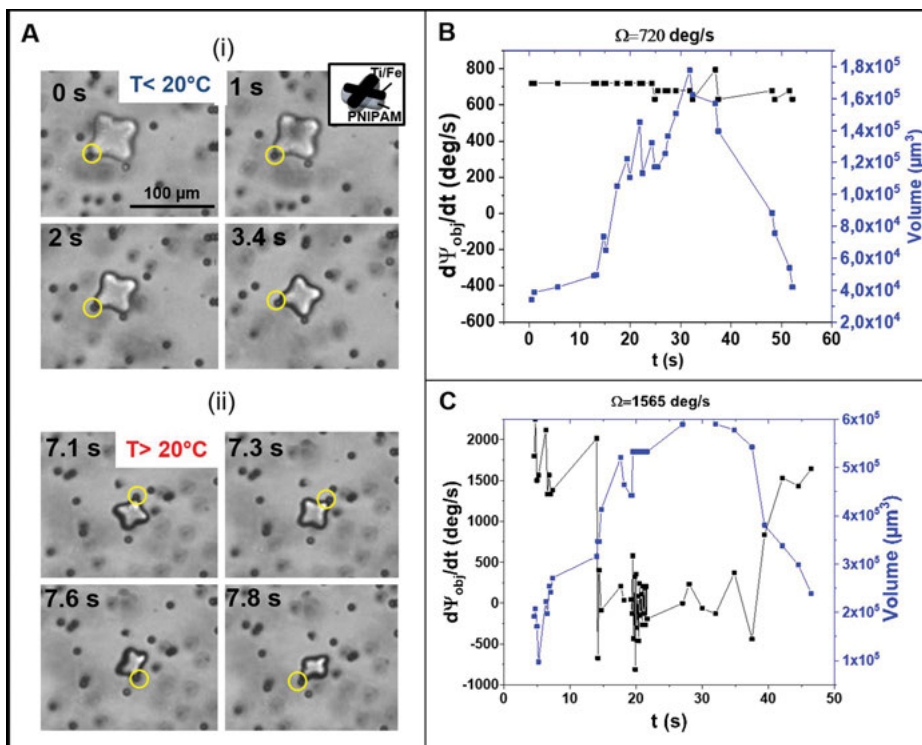 A
(i)
0 s
T< 20°C
1 s
Ti/Fe
PNIPAM
100 µm
2 s
3.4 s
(ii)
7.1 s
T> 20°C
7.3 s
7.6 s
7.8 s
B
Ω=720 deg/s
dΨobj/dt (deg/s)
800
600
400
200
0
-200
-400
-600
0 10 20 30 40 50 60
t (s)
1,8x10⁵
1,6x10⁵
1,4x10⁵
1,2x10⁵
1,0x10⁵
8,0x10⁴
6,0x10⁴
4,0x10⁴
2,0x10⁴
Volume (µm³)
C
Ω=1565 deg/s
dΨobj/dt (deg/s)
2000
1500
1000
500
0
-500
-1000
0 10 20 30 40 50
t (s)
6x10⁵
5x10⁵
4x10⁵
3x10⁵
2x10⁵
1x10⁵
Volume (µm³)